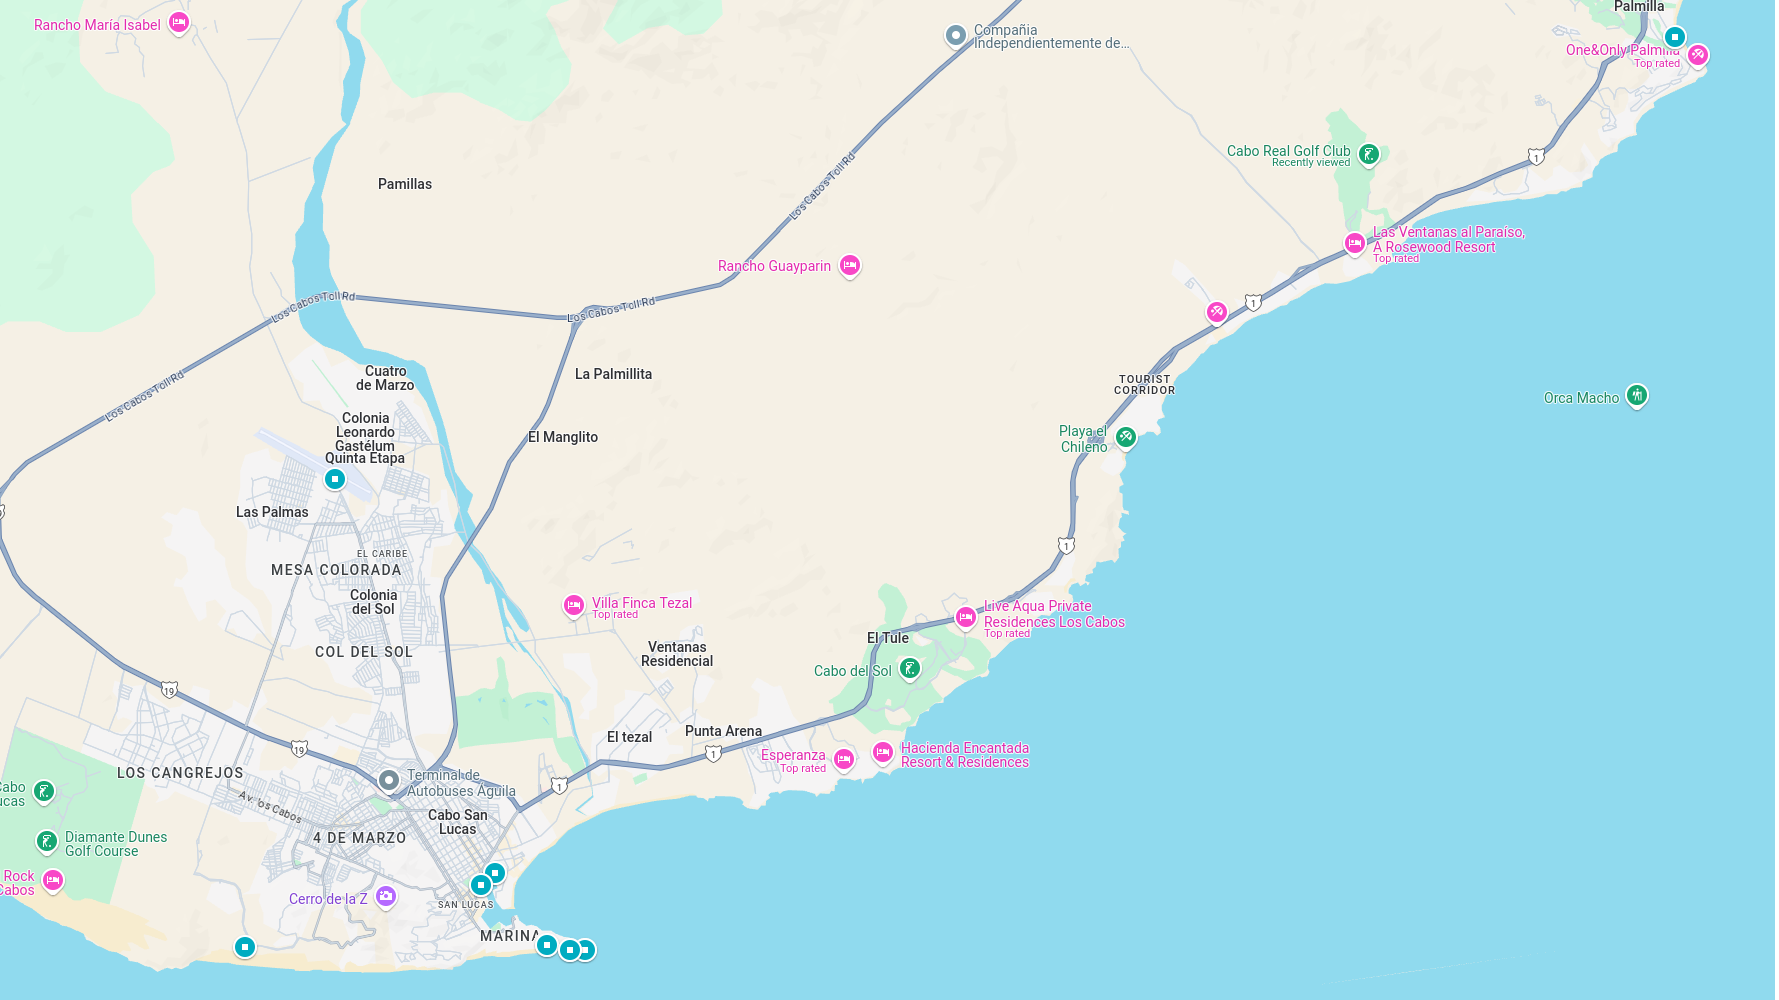 Palmilla
Rancho María Isabel
Compañia
Independientemente de...
One&Only Palmilla
Top rated
Cabo Real Golf Club
Recently viewed
1
Los Cabos Toll Rd
Pamillas
Las Ventanas al Paraíso,
A Rosewood Resort
Top rated
Rancho Guayparin
Los Cabos Toll Rd
Los Cabos Toll Rd
1
Los Cabos Toll Rd
Cuatro
de Marzo
La Palmillita
TOURIST
CORRIDOR
Orca Macho
Colonia
Leonardo
Gastélum
Quinta Etapa
El Manglito
Playa el
Chileno
Las Palmas
EL CARIBE
1
MESA COLORADA
Colonia
del Sol
Villa Finca Tezal
Top rated
Live Aqua Private
Residences Los Cabos
Top rated
El Tule
COL DEL SOL
Ventanas
Residencial
Cabo del Sol
19
19
El tezal
Punta Arena
1
Esperanza
Top rated
Hacienda Encantada
Resort & Residences
LOS CANGREJOS
Terminal de
Autobuses Aguila
1
Cabo
ucas
Av. los Cabos
Cabo San
Lucas
4 DE MARZO
Diamante Dunes
Golf Course
Rock
Cabos
Cerro de la Z
SAN LUCAS
MARINA